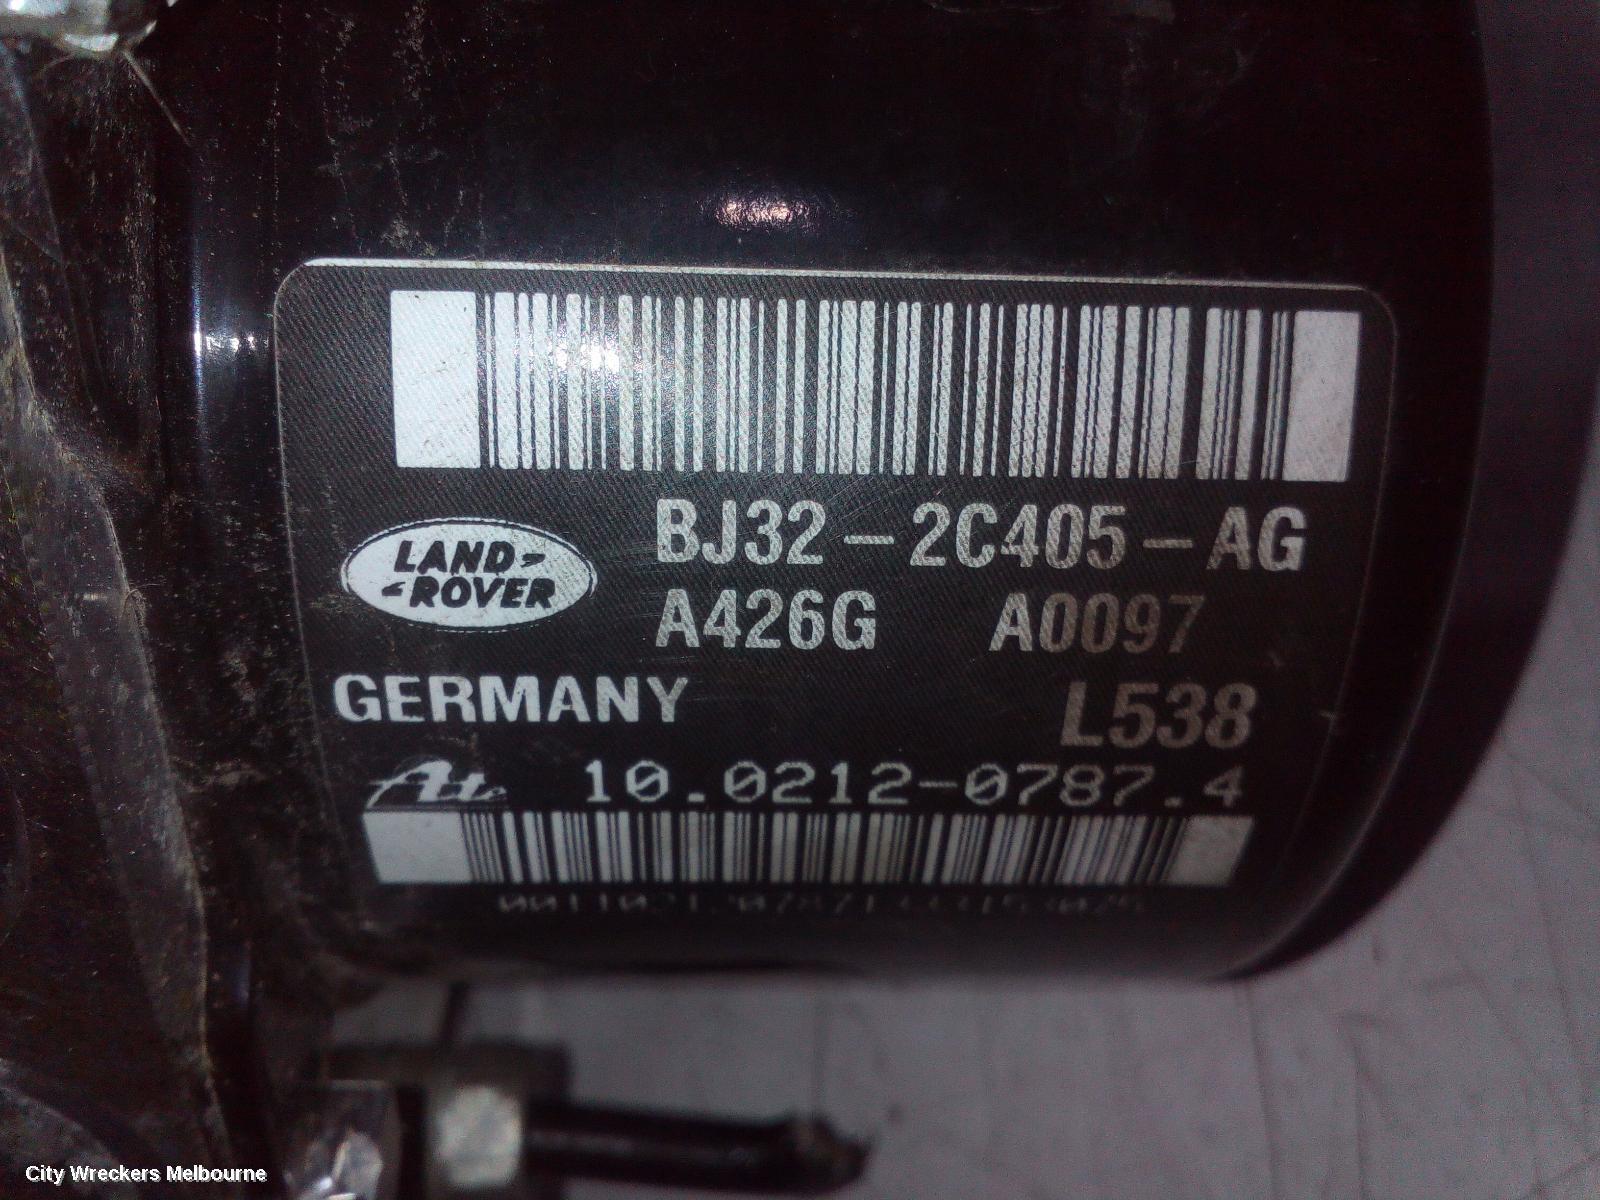 BJ32-2C405-AG
LAND-
ROVER
A426G A0097
GERMANY
L538
Ate 10.0212-0787.4
City Wreckers Melbourne